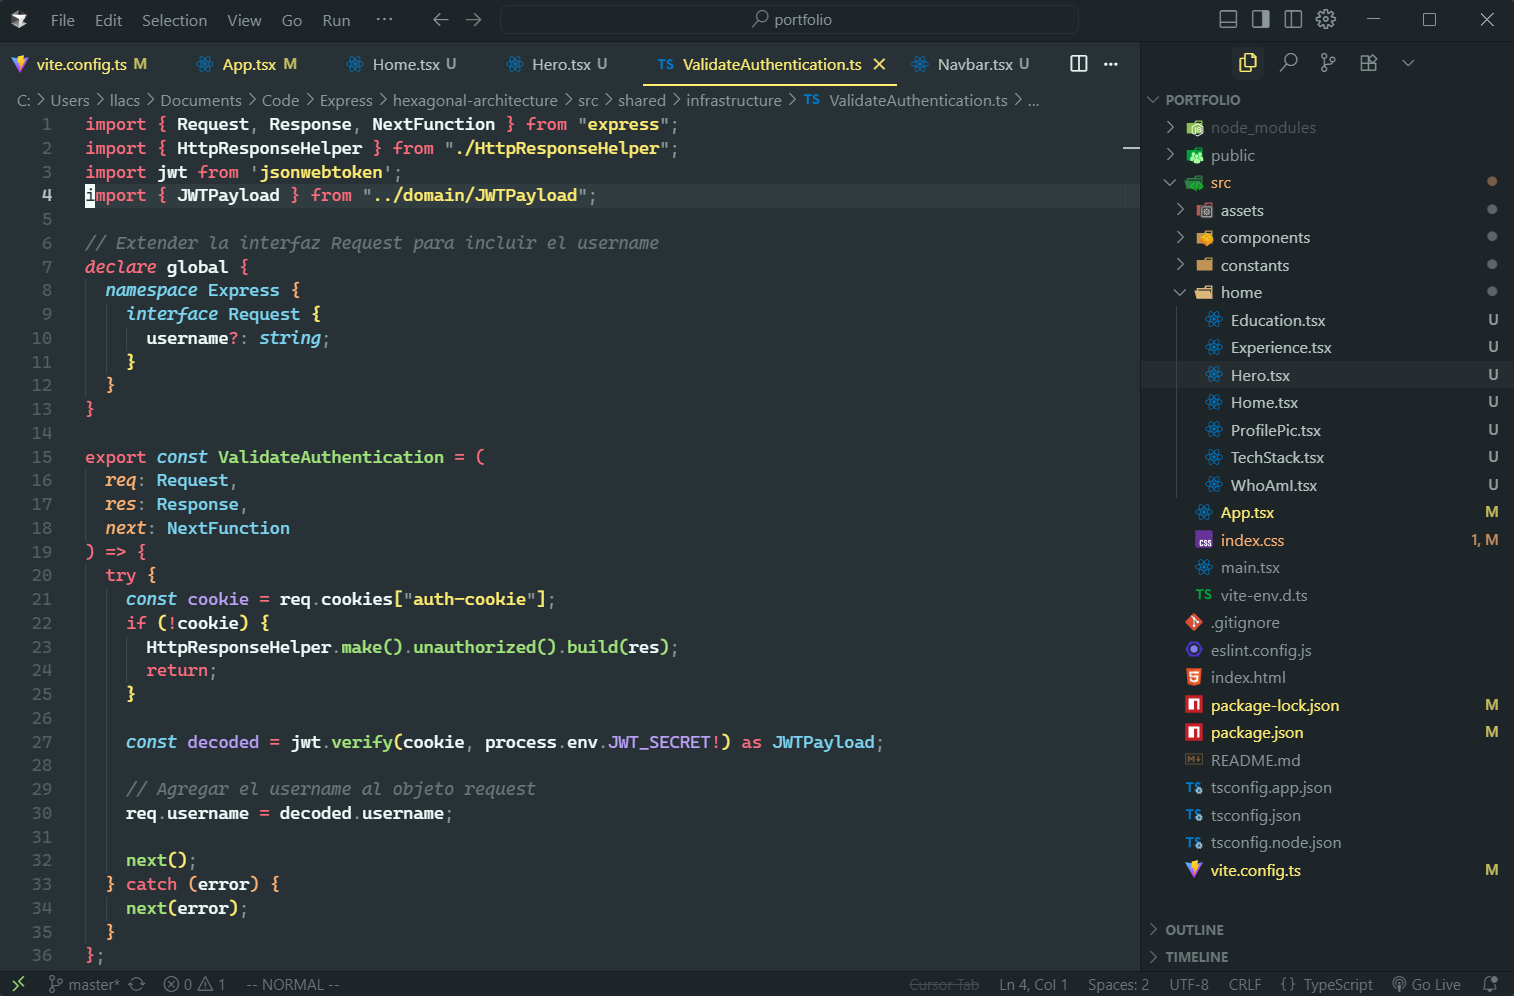 File Edit Selection View Go Run ··· portfolio
vite.config.ts M App.tsx M Home.tsx U Hero.tsx U TS ValidateAuthentication.ts Navbar.tsx U
C: > Users > llacs > Documents > Code > Express > hexagonal-architecture > src > shared > infrastructure > TS ValidateAuthentication.ts > ...
1 import { Request, Response, NextFunction } from "express";
2 import { HttpResponseHelper } from "./HttpResponseHelper";
3 import jwt from 'jsonwebtoken';
4 import { JWTPayload } from "../domain/JWTPayload";
5
6 // Extender la interfaz Request para incluir el username
7 declare global {
8 namespace Express {
9 interface Request {
10 username?: string;
11 }
12 }
13 }
14
15 export const ValidateAuthentication = (
16 req: Request,
17 res: Response,
18 next: NextFunction
19 ) => {
20 try {
21 const cookie = req.cookies["auth-cookie"];
22 if (!cookie) {
23 HttpResponseHelper.make().unauthorized().build(res);
24 return;
25 }
26
27 const decoded = jwt.verify(cookie, process.env.JWT_SECRET!) as JWTPayload;
28
29 // Agregar el username al objeto request
30 req.username = decoded.username;
31
32 next();
33 } catch (error) {
34 next(error);
35 }
36 };
PORTFOLIO
node_modules
public
src
assets
components
constants
home
Education.tsx U
Experience.tsx U
Hero.tsx U
Home.tsx U
ProfilePic.tsx U
TechStack.tsx U
WhoAmI.tsx U
App.tsx M
css index.css 1, M
main.tsx
TS vite-env.d.ts
.gitignore
eslint.config.js
index.html
package-lock.json M
package.json M
README.md
TS tsconfig.app.json
TS tsconfig.json
TS tsconfig.node.json
vite.config.ts M
OUTLINE
TIMELINE
master* 0 1 -- NORMAL -- Cursor Tab Ln 4, Col 1 Spaces: 2 UTF-8 CRLF { } TypeScript Go Live